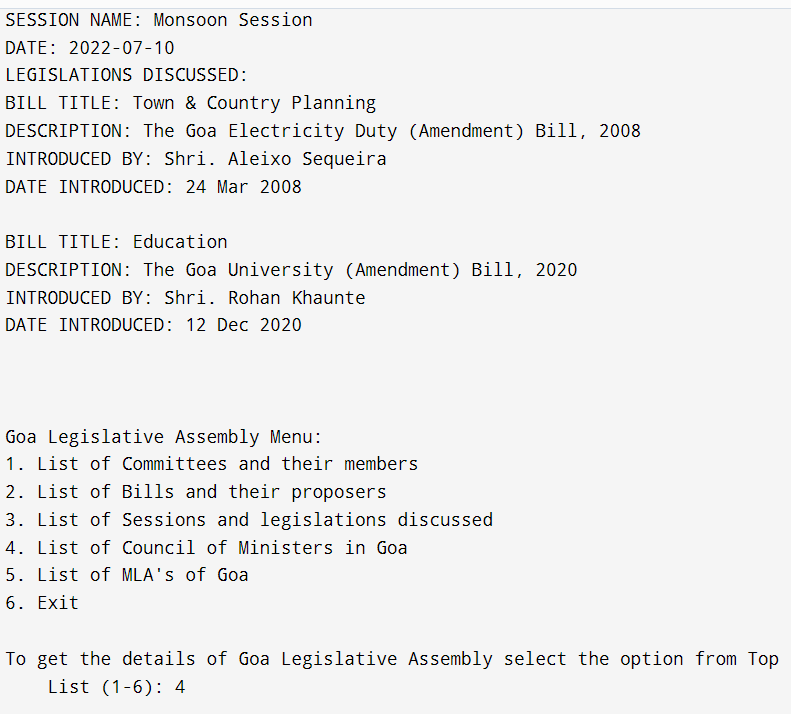 SESSION NAME: Monsoon Session
DATE: 2022-07-10
LEGISLATIONS DISCUSSED:
BILL TITLE: Town & Country Planning
DESCRIPTION: The Goa Electricity Duty (Amendment) Bill, 2008
INTRODUCED BY: Shri. Aleixo Sequeira
DATE INTRODUCED: 24 Mar 2008
BILL TITLE: Education
DESCRIPTION: The Goa University (Amendment) Bill, 2020
INTRODUCED BY: Shri. Rohan Khaunte
DATE INTRODUCED: 12 Dec 2020
Goa Legislative Assembly Menu:
1. List of Committees and their members
2. List of Bills and their proposers
3. List of Sessions and legislations discussed
4. List of Council of Ministers in Goa
5. List of MLA's of Goa
6. Exit
To get the details of Goa Legislative Assembly select the option from Top
List (1-6): 4